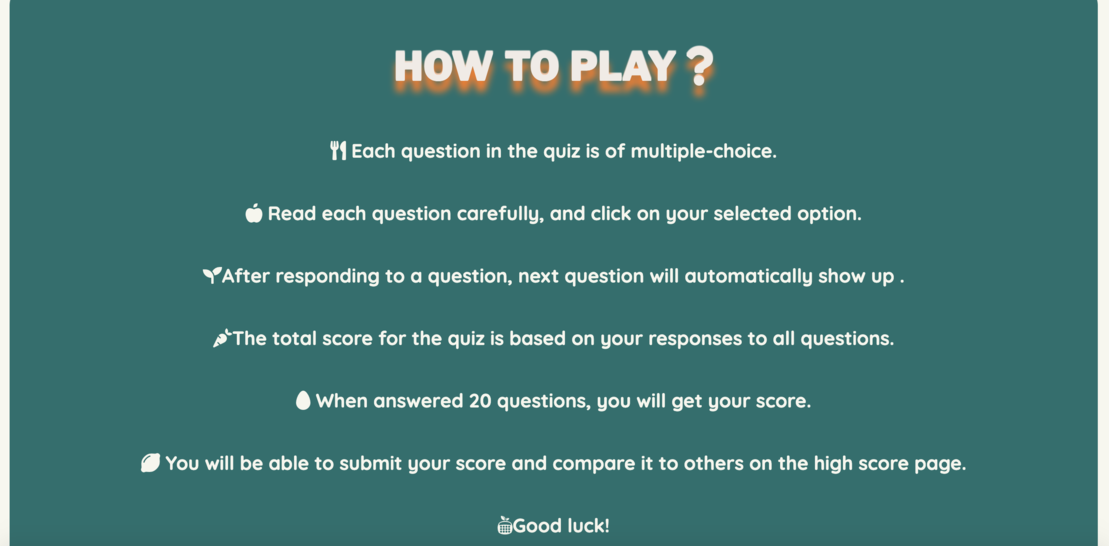 HOW TO PLAY ?
Each question in the quiz is of multiple-choice.
Read each question carefully, and click on your selected option.
After responding to a question, next question will automatically show up .
The total score for the quiz is based on your responses to all questions.
When answered 20 questions, you will get your score.
You will be able to submit your score and compare it to others on the high score page.
Good luck!